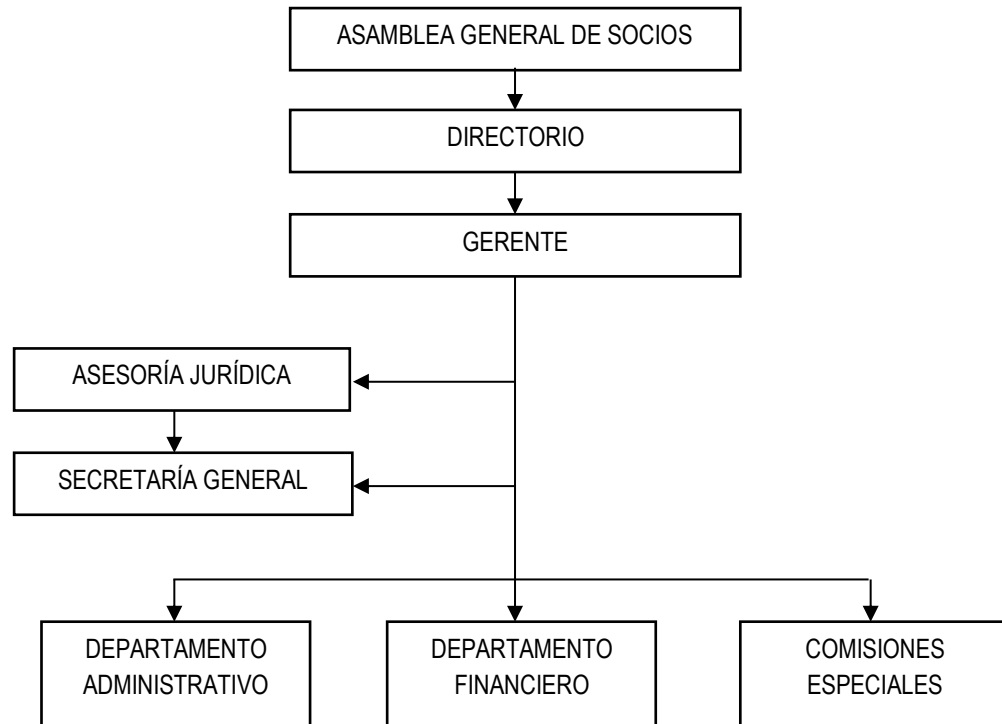 ASAMBLEA GENERAL DE SOCIOS
DIRECTORIO
GERENTE
ASESORÍA JURÍDICA
SECRETARÍA GENERAL
DEPARTAMENTO
ADMINISTRATIVO
DEPARTAMENTO
FINANCIERO
COMISIONES
ESPECIALES